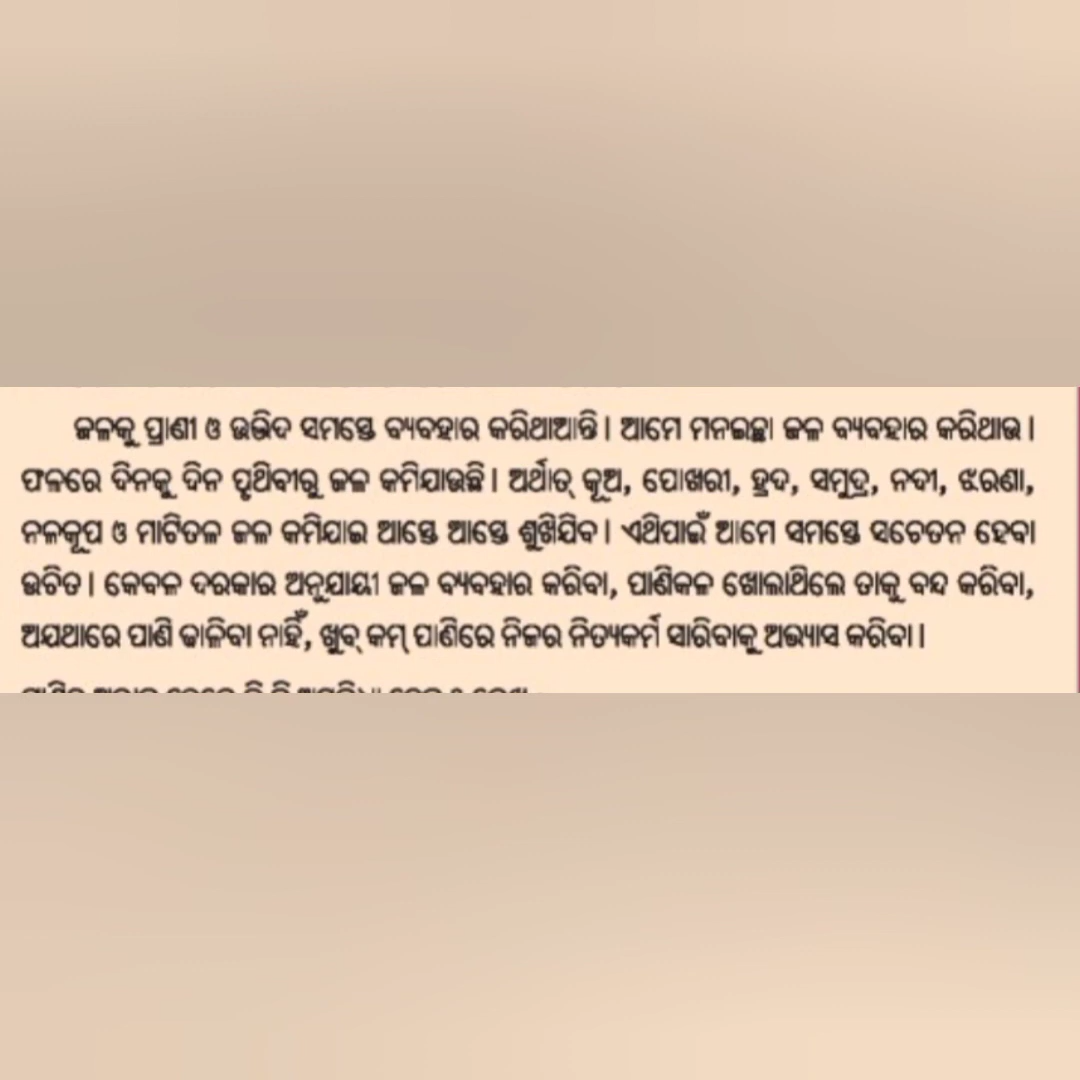 ଜଳକୁ ପ୍ରାଣୀ ଓ ଉଦ୍ଭିଦ ସମସ୍ତେ ବ୍ୟବହାର କରିଥାଆନ୍ତି । ଆମେ ମନଇଚ୍ଛା ଜଳ ବ୍ୟବହାର କରିଥାଉ ।
ଫଳରେ ଦିନକୁ ଦିନ ପୃଥିବୀରୁ ଜଳ କମିଯାଉଛି । ଅର୍ଥାତ୍ କୂଅ, ପୋଖରୀ, ହ୍ରଦ, ସମୁଦ୍ର, ନଦୀ, ଝରଣା,
ନଳକୂପ ଓ ମାଟିତଳ ଜଳ କମିଯାଇ ଆସ୍ତେ ଆସ୍ତେ ଶୁଖିଯିବ । ଏଥିପାଇଁ ଆମେ ସମସ୍ତେ ସଚେତନ ହେବା
ଉଚିତ । କେବଳ ଦରକାର ଅନୁଯାୟୀ ଜଳ ବ୍ୟବହାର କରିବା, ପାଣିକଳ ଖୋଲାଥିଲେ ତାକୁ ବନ୍ଦ କରିବା,
ଅଯଥାରେ ପାଣି ଢାଳିବା ନାହିଁ, ଖୁବ୍ କମ୍ ପାଣିରେ ନିଜର ନିତ୍ୟକର୍ମ ସାରିବାକୁ ଅଭ୍ୟାସ କରିବା ।